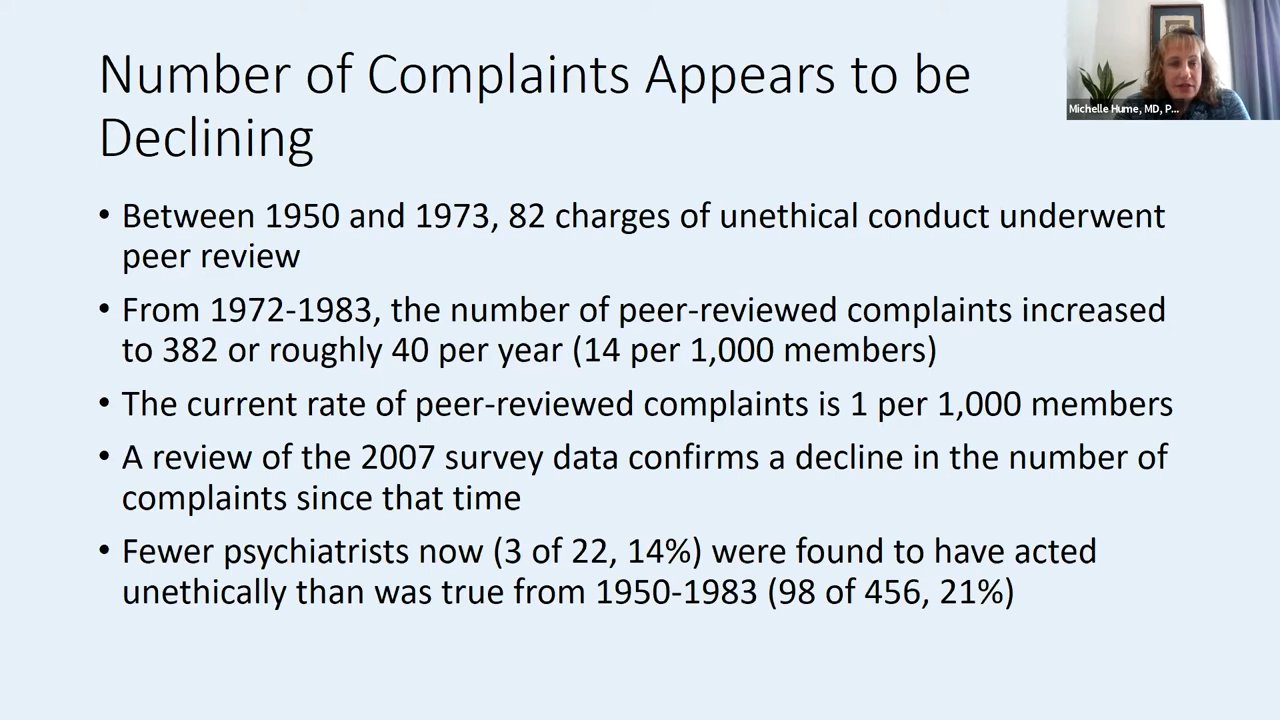 Number of Complaints Appears to be
Declining
Michelle Hume, MD, P...
• Between 1950 and 1973, 82 charges of unethical conduct underwent
peer review
• From 1972-1983, the number of peer-reviewed complaints increased
to 382 or roughly 40 per year (14 per 1,000 members)
• The current rate of peer-reviewed complaints is 1 per 1,000 members
• A review of the 2007 survey data confirms a decline in the number of
complaints since that time
• Fewer psychiatrists now (3 of 22, 14%) were found to have acted
unethically than was true from 1950-1983 (98 of 456, 21%)